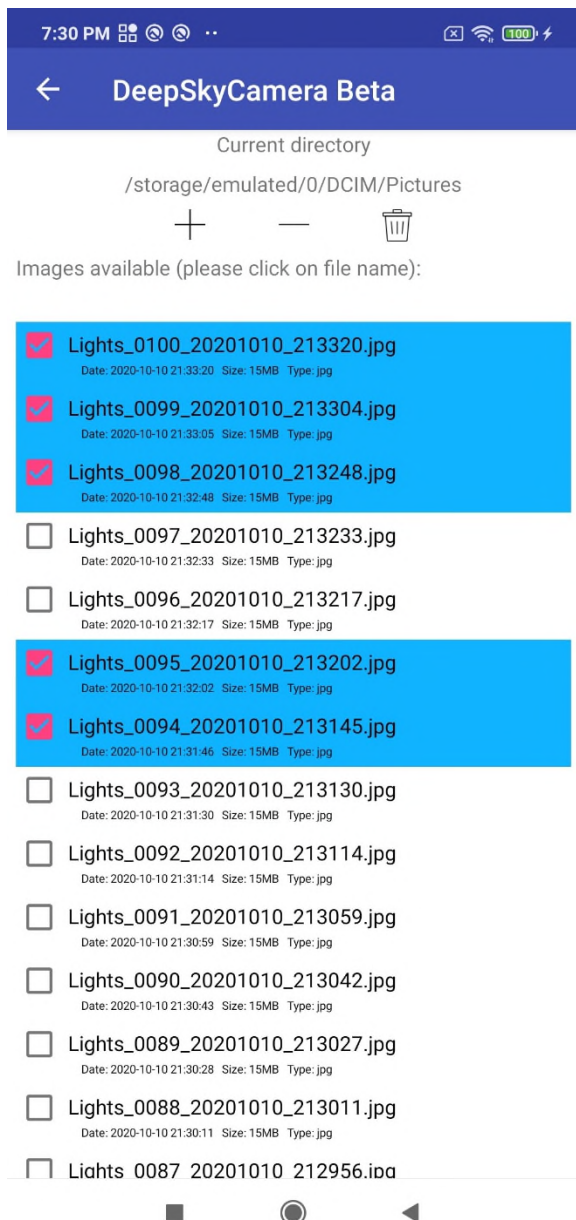 7:30 PM
100
DeepSkyCamera Beta
Current directory
/storage/emulated/0/DCIM/Pictures
Images available (please click on file name):
Lights_0100_20201010_213320.jpg
Date: 2020-10-10 21:33:20 Size: 15MB Type: jpg
Lights_0099_20201010_213304.jpg
Date: 2020-10-10 21:33:05 Size: 15MB Type: jpg
Lights_0098_20201010_213248.jpg
Date: 2020-10-10 21:32:48 Size: 15MB Type: jpg
Lights_0097_20201010_213233.jpg
Date: 2020-10-10 21:32:33 Size: 15MB Type: jpg
Lights_0096_20201010_213217.jpg
Date: 2020-10-10 21:32:17 Size: 15MB Type: jpg
Lights_0095_20201010_213202.jpg
Date: 2020-10-10 21:32:02 Size: 15MB Type: jpg
Lights_0094_20201010_213145.jpg
Date: 2020-10-10 21:31:46 Size: 15MB Type: jpg
Lights_0093_20201010_213130.jpg
Date: 2020-10-10 21:31:30 Size: 15MB Type: jpg
Lights_0092_20201010_213114.jpg
Date: 2020-10-10 21:31:14 Size: 15MB Type: jpg
Lights_0091_20201010_213059.jpg
Date: 2020-10-10 21:30:59 Size: 15MB Type: jpg
Lights_0090_20201010_213042.jpg
Date: 2020-10-10 21:30:43 Size: 15MB Type: jpg
Lights_0089_20201010_213027.jpg
Date: 2020-10-10 21:30:28 Size: 15MB Type: jpg
Lights_0088_20201010_213011.jpg
Date: 2020-10-10 21:30:11 Size: 15MB Type: jpg
Lights_0087_20201010_212956.jpg